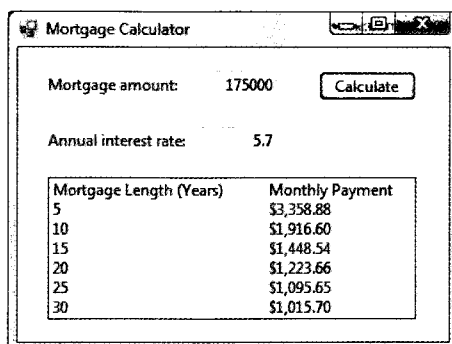 Mortgage Calculator
Mortgage amount: 175000 Calculate
Annual interest rate: 5.7
Mortgage Length (Years) Monthly Payment
5 $3,358.88
10 $1,916.60
15 $1,448.54
20 $1,223.66
25 $1,095.65
30 $1,015.70